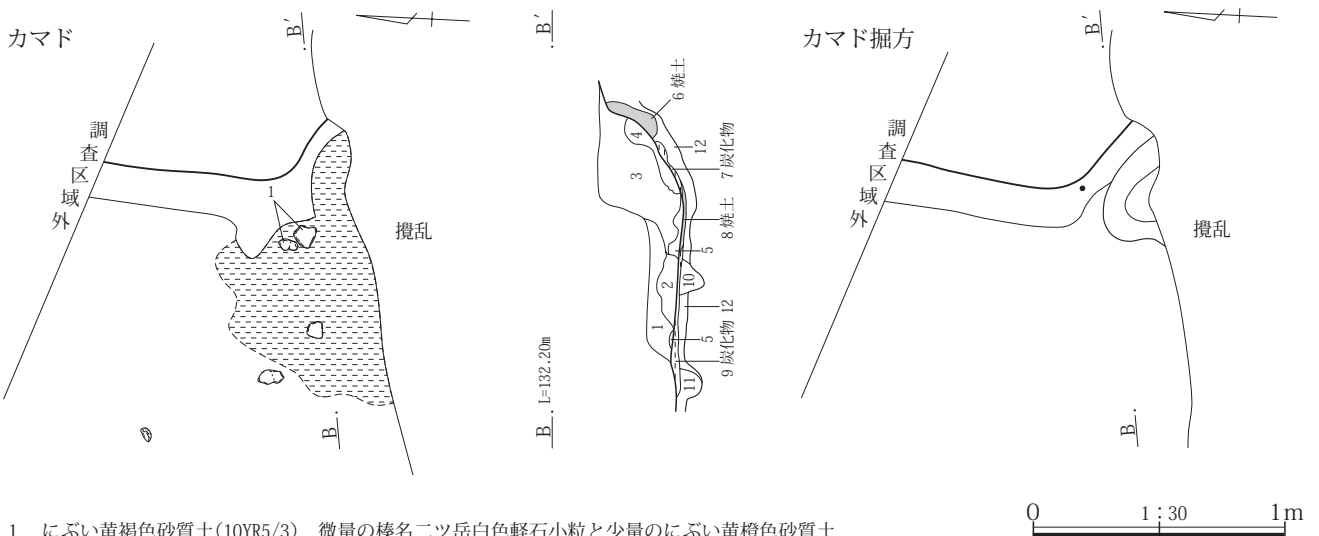 カマド
B′
調査区域外
1
攪乱
B
B′
L=132.20m
B
6 焼土
4
12
7 炭化物
3
8 焼土
5
2
10
12
1
5
9 炭化物
11
カマド掘方
B′
調査区域外
攪乱
B
1 にぶい黄褐色砂質土(10YR5/3) 微量の榛名二ツ岳白色軽石小粒と少量のにぶい黄橙色砂質土
0 1:30 1m